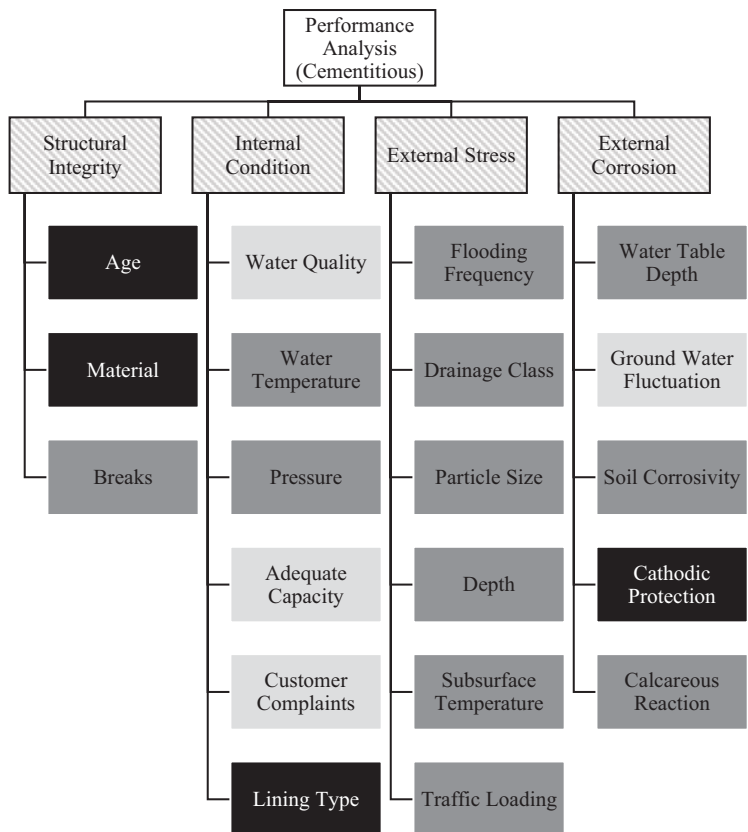 Performance
Analysis
(Cementitious)
Structural
Integrity
Internal
Condition
External Stress
External
Corrosion
Age
Material
Breaks
Water Quality
Water
Temperature
Pressure
Adequate
Capacity
Customer
Complaints
Lining Type
Flooding
Frequency
Drainage Class
Particle Size
Depth
Subsurface
Temperature
Traffic Loading
Water Table
Depth
Ground Water
Fluctuation
Soil Corrosivity
Cathodic
Protection
Calcareous
Reaction